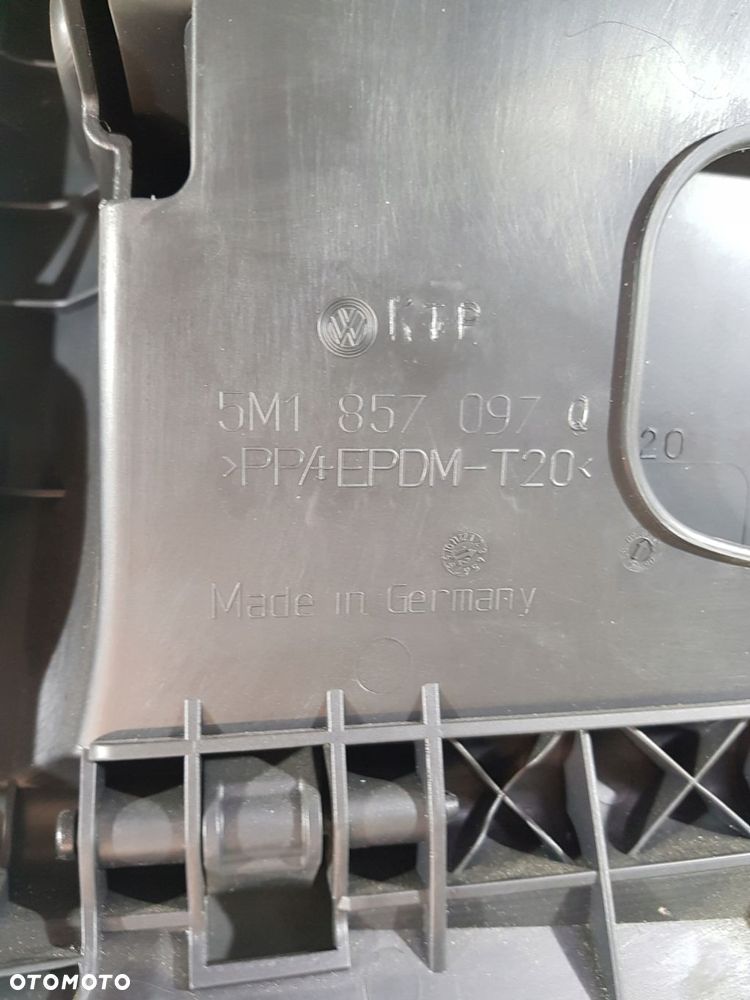 KTP
5M1 857 097 Q
>PP/+EPDM-T20<
20
Made in Germany
OTOMOTO